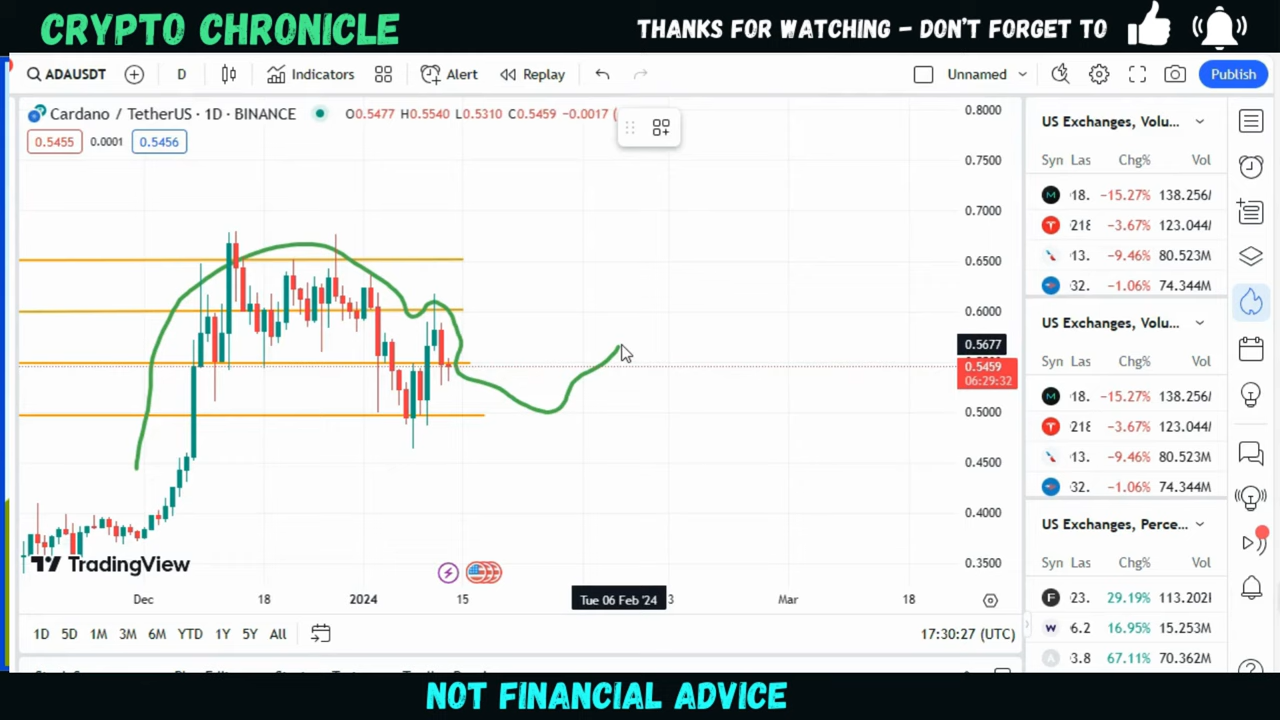 CRYPTO CHRONICLE
THANKS FOR WATCHING – DON'T FORGET TO
ADAUSDT
D
Indicators
Alert
Replay
Unnamed
Publish
Cardano / TetherUS · 1D · BINANCE
O0.5477 H0.5540 L0.5310 C0.5459 −0.0017 (
0.5455
0.0001
0.5456
0.8000
0.7500
0.7000
0.6500
0.6000
0.5677
0.5459
06:29:32
0.5000
0.4500
0.4000
0.3500
US Exchanges, Volu...
Syn Las Chg% Vol
18. −15.27% 138.256
218 −3.67% 123.044
13. −9.46% 80.523M
32. −1.06% 74.344M
US Exchanges, Volu...
Syn Las Chg% Vol
18. −15.27% 138.256
218 −3.67% 123.044
13. −9.46% 80.523M
32. −1.06% 74.344M
US Exchanges, Perce...
Syn Las Chg% Vol
F 23. 29.19% 113.202
W 6.2 16.95% 15.253M
A 3.8 67.11% 70.362M
TradingView
Dec 18 2024 15 Tue 06 Feb '24 3 Mar 18
1D 5D 1M 3M 6M YTD 1Y 5Y All
17:30:27 (UTC)
NOT FINANCIAL ADVICE